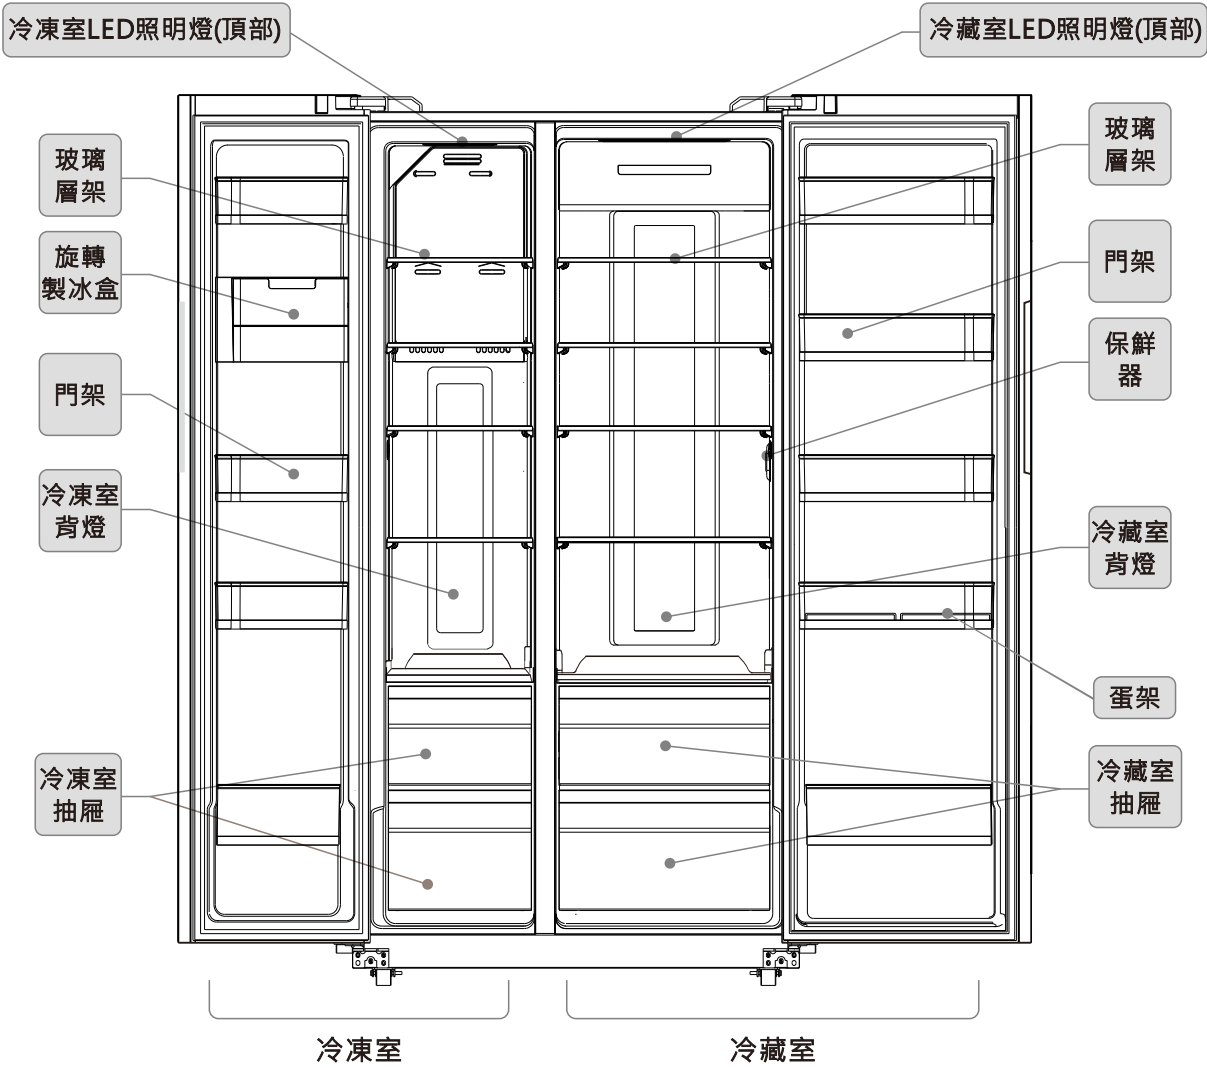 冷凍室LED照明燈(頂部)
冷藏室LED照明燈(頂部)
玻璃
層架
旋轉
製冰盒
門架
冷凍室
背燈
冷凍室
抽屜
玻璃
層架
門架
保鮮
器
冷藏室
背燈
蛋架
冷藏室
抽屜
冷凍室
冷藏室